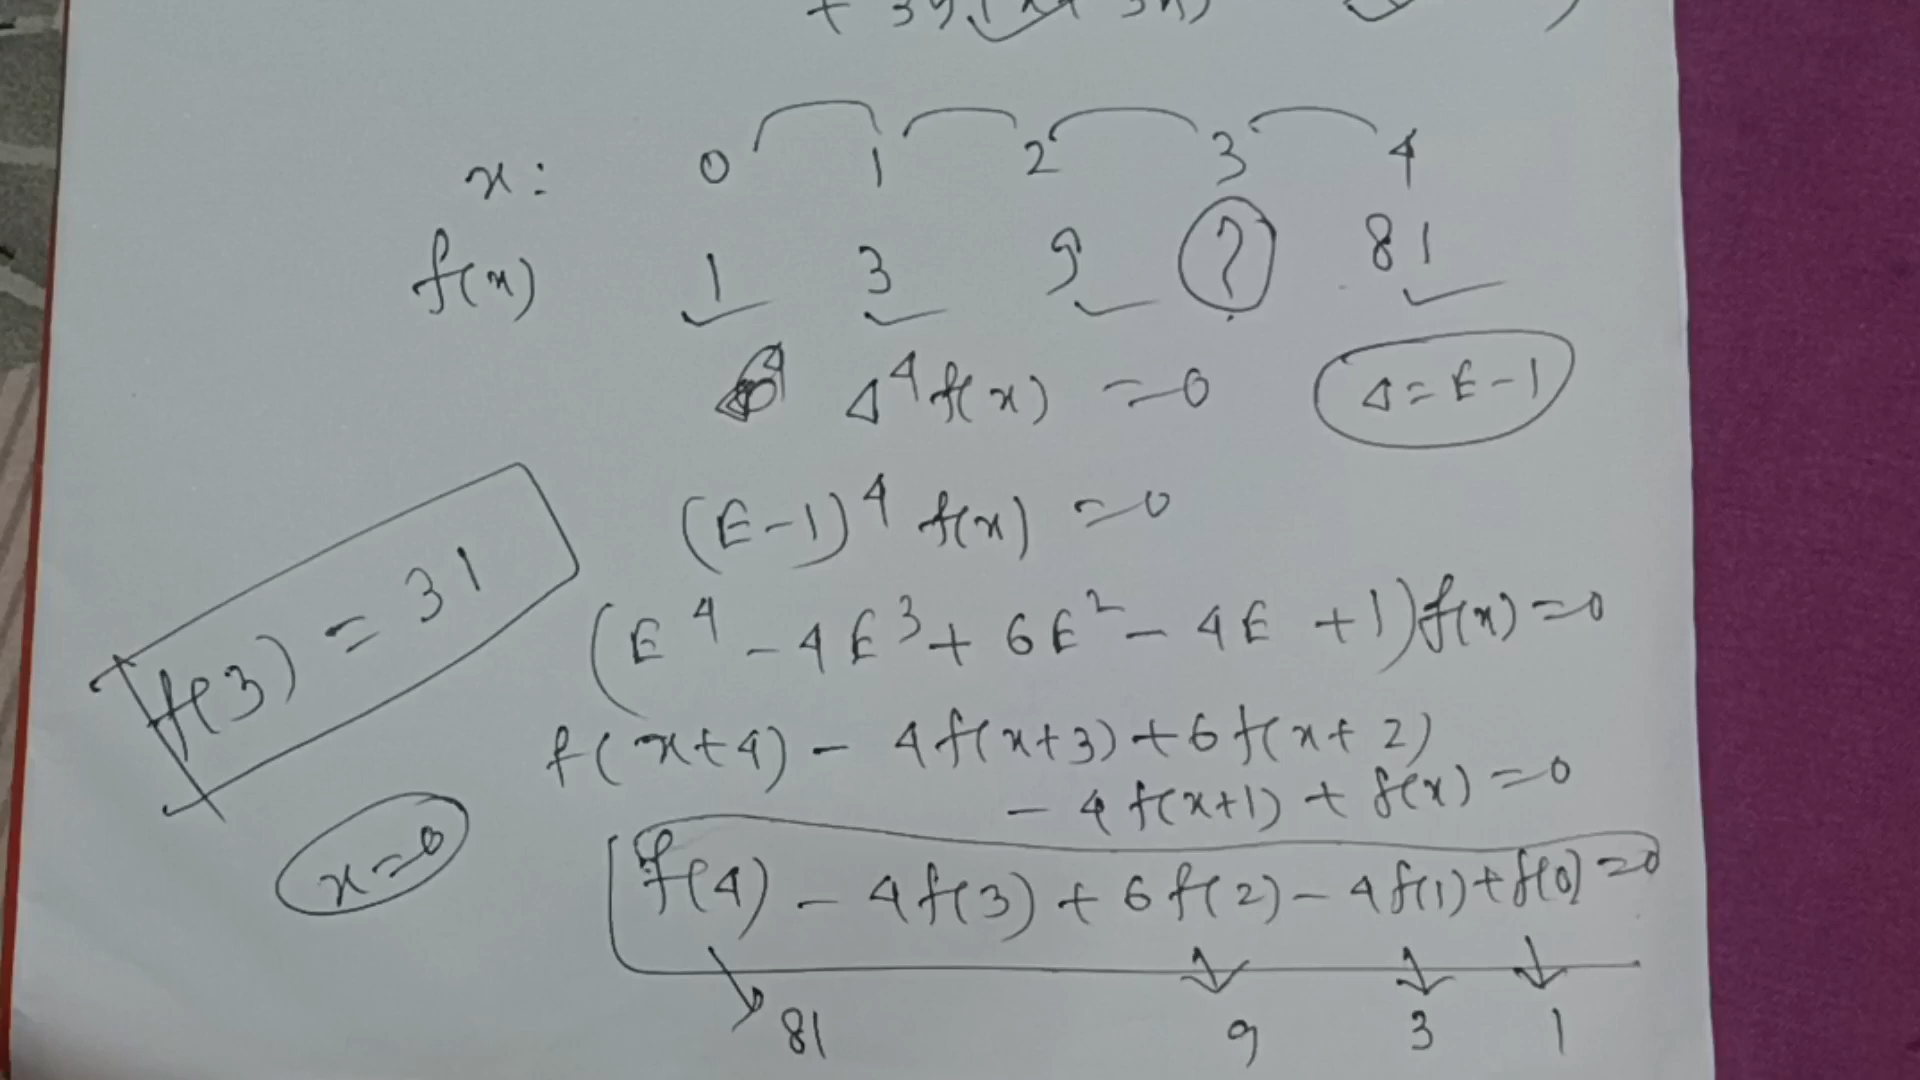 x: 0 1 2 3 4
f(x) 1 3 9 ? 81
Δ⁴ f(x) = 0 Δ = E - 1
(E-1)⁴ f(x) = 0
f(3) = 31
(E⁴ - 4E³ + 6E² - 4E + 1) f(x) = 0
f(x+4) - 4f(x+3) + 6f(x+2)
- 4f(x+1) + f(x) = 0
x=0
f(4) - 4f(3) + 6f(2) - 4f(1) + f(0) = 0
81 9 3 1